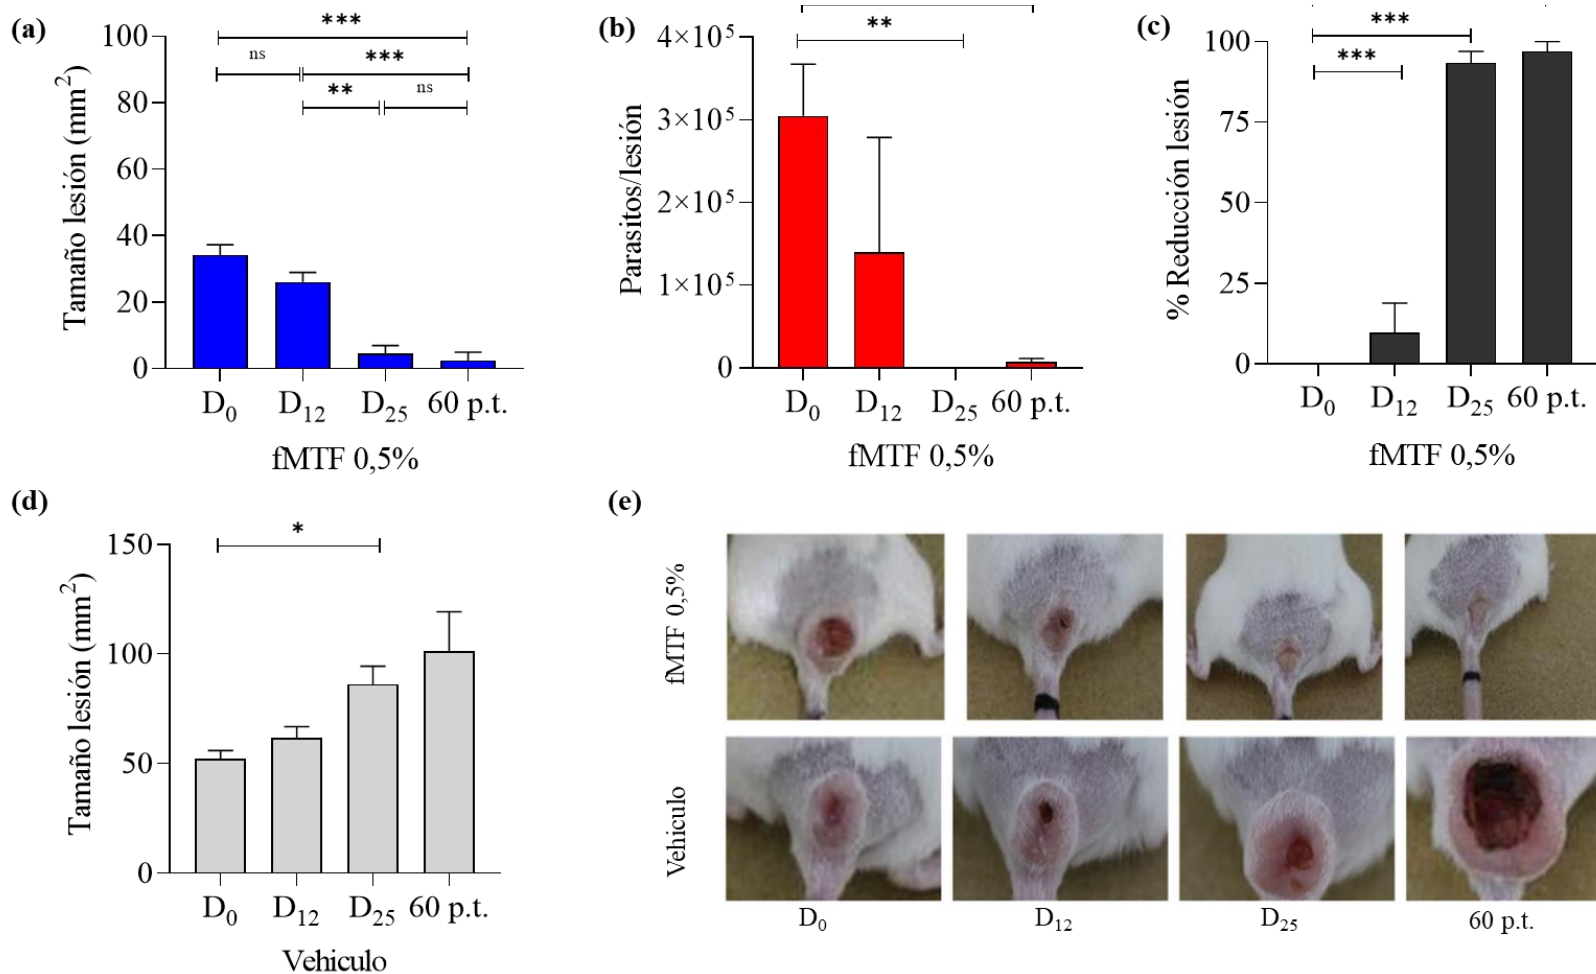 (a)
Tamaño lesión (mm²)
100
80
60
40
20
0
***
ns
***
**
ns
D₀ D₁₂ D₂₅ 60 p.t.
fMTF 0,5%
(b)
Parasitos/lesión
4×10⁵
3×10⁵
2×10⁵
1×10⁵
0
**
D₀ D₁₂ D₂₅ 60 p.t.
fMTF 0,5%
(c)
% Reducción lesión
100
75
50
25
0
***
***
D₀ D₁₂ D₂₅ 60 p.t.
fMTF 0,5%
(d)
Tamaño lesión (mm²)
150
100
50
0
*
D₀ D₁₂ D₂₅ 60 p.t.
Vehiculo
(e)
fMTF 0,5%
Vehiculo
D₀ D₁₂ D₂₅ 60 p.t.